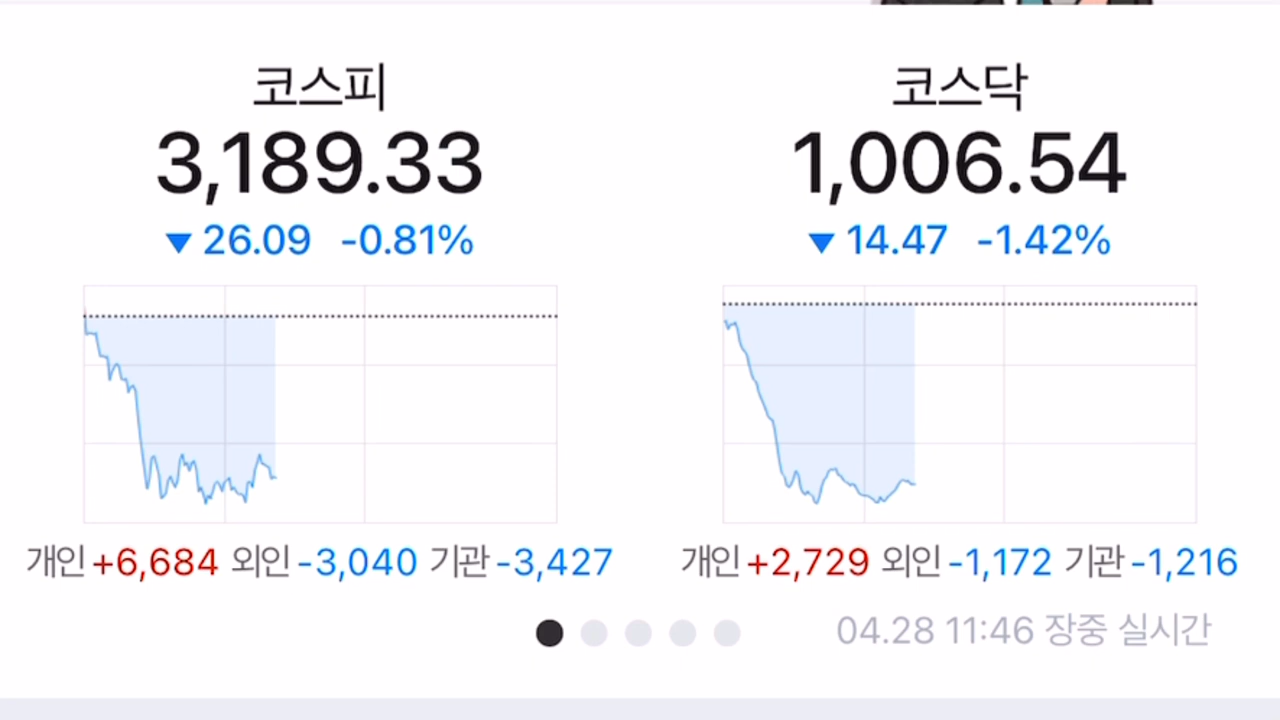 코스피
3,189.33
▼ 26.09 -0.81%
개인 +6,684 외인 -3,040 기관 -3,427
코스닥
1,006.54
▼ 14.47 -1.42%
개인 +2,729 외인 -1,172 기관 -1,216
04.28 11:46 장중 실시간